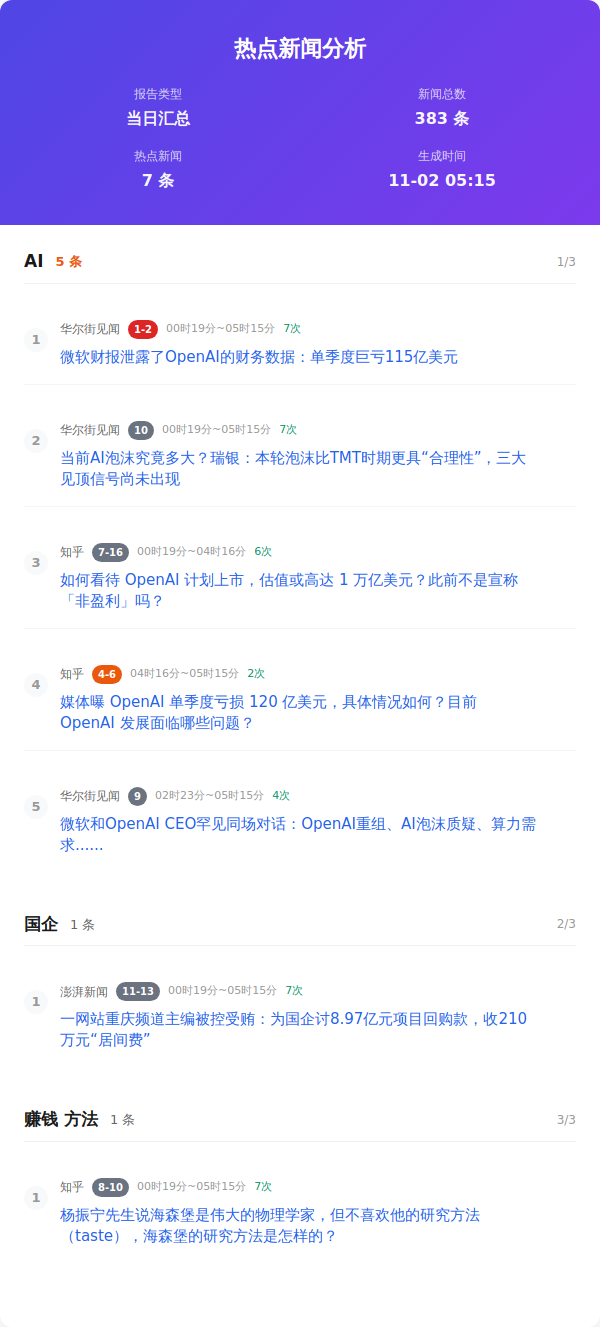 热点新闻分析
报告类型
新闻总数
当日汇总
383 条
热点新闻
生成时间
7 条
11-02 05:15
AI 5 条 1/3
1
华尔街见闻 1-2 00时19分~05时15分 7次
微软财报泄露了OpenAI的财务数据：单季度巨亏115亿美元
2
华尔街见闻 10 00时19分~05时15分 7次
当前AI泡沫究竟多大？瑞银：本轮泡沫比TMT时期更具“合理性”，三大
见顶信号尚未出现
3
知乎 7-16 00时19分~04时16分 6次
如何看待 OpenAI 计划上市，估值或高达 1 万亿美元？此前不是宣称
「非盈利」吗？
4
知乎 4-6 04时16分~05时15分 2次
媒体曝 OpenAI 单季度亏损 120 亿美元，具体情况如何？目前
OpenAI 发展面临哪些问题？
5
华尔街见闻 9 02时23分~05时15分 4次
微软和OpenAI CEO罕见同场对话：OpenAI重组、AI泡沫质疑、算力需
求……
国企 1 条 2/3
1
澎湃新闻 11-13 00时19分~05时15分 7次
一网站重庆频道主编被控受贿：为国企讨8.97亿元项目回购款，收210
万元“居间费”
赚钱 方法 1 条 3/3
1
知乎 8-10 00时19分~05时15分 7次
杨振宁先生说海森堡是伟大的物理学家，但不喜欢他的研究方法
（taste），海森堡的研究方法是怎样的？